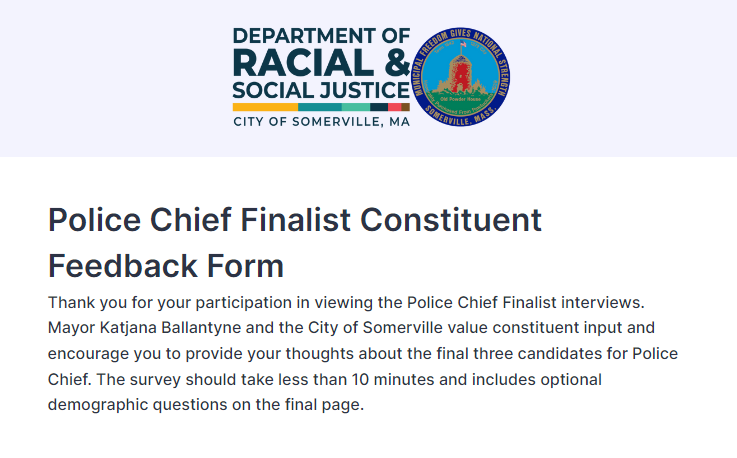 DEPARTMENT OF
RACIAL &
SOCIAL JUSTICE
CITY OF SOMERVILLE, MA
MUNICIPAL FREEDOM GIVES NATIONAL STRENGTH
Old Powder House
SOMERVILLE, MASS.
Police Chief Finalist Constituent
Feedback Form
Thank you for your participation in viewing the Police Chief Finalist interviews.
Mayor Katjana Ballantyne and the City of Somerville value constituent input and
encourage you to provide your thoughts about the final three candidates for Police
Chief. The survey should take less than 10 minutes and includes optional
demographic questions on the final page.